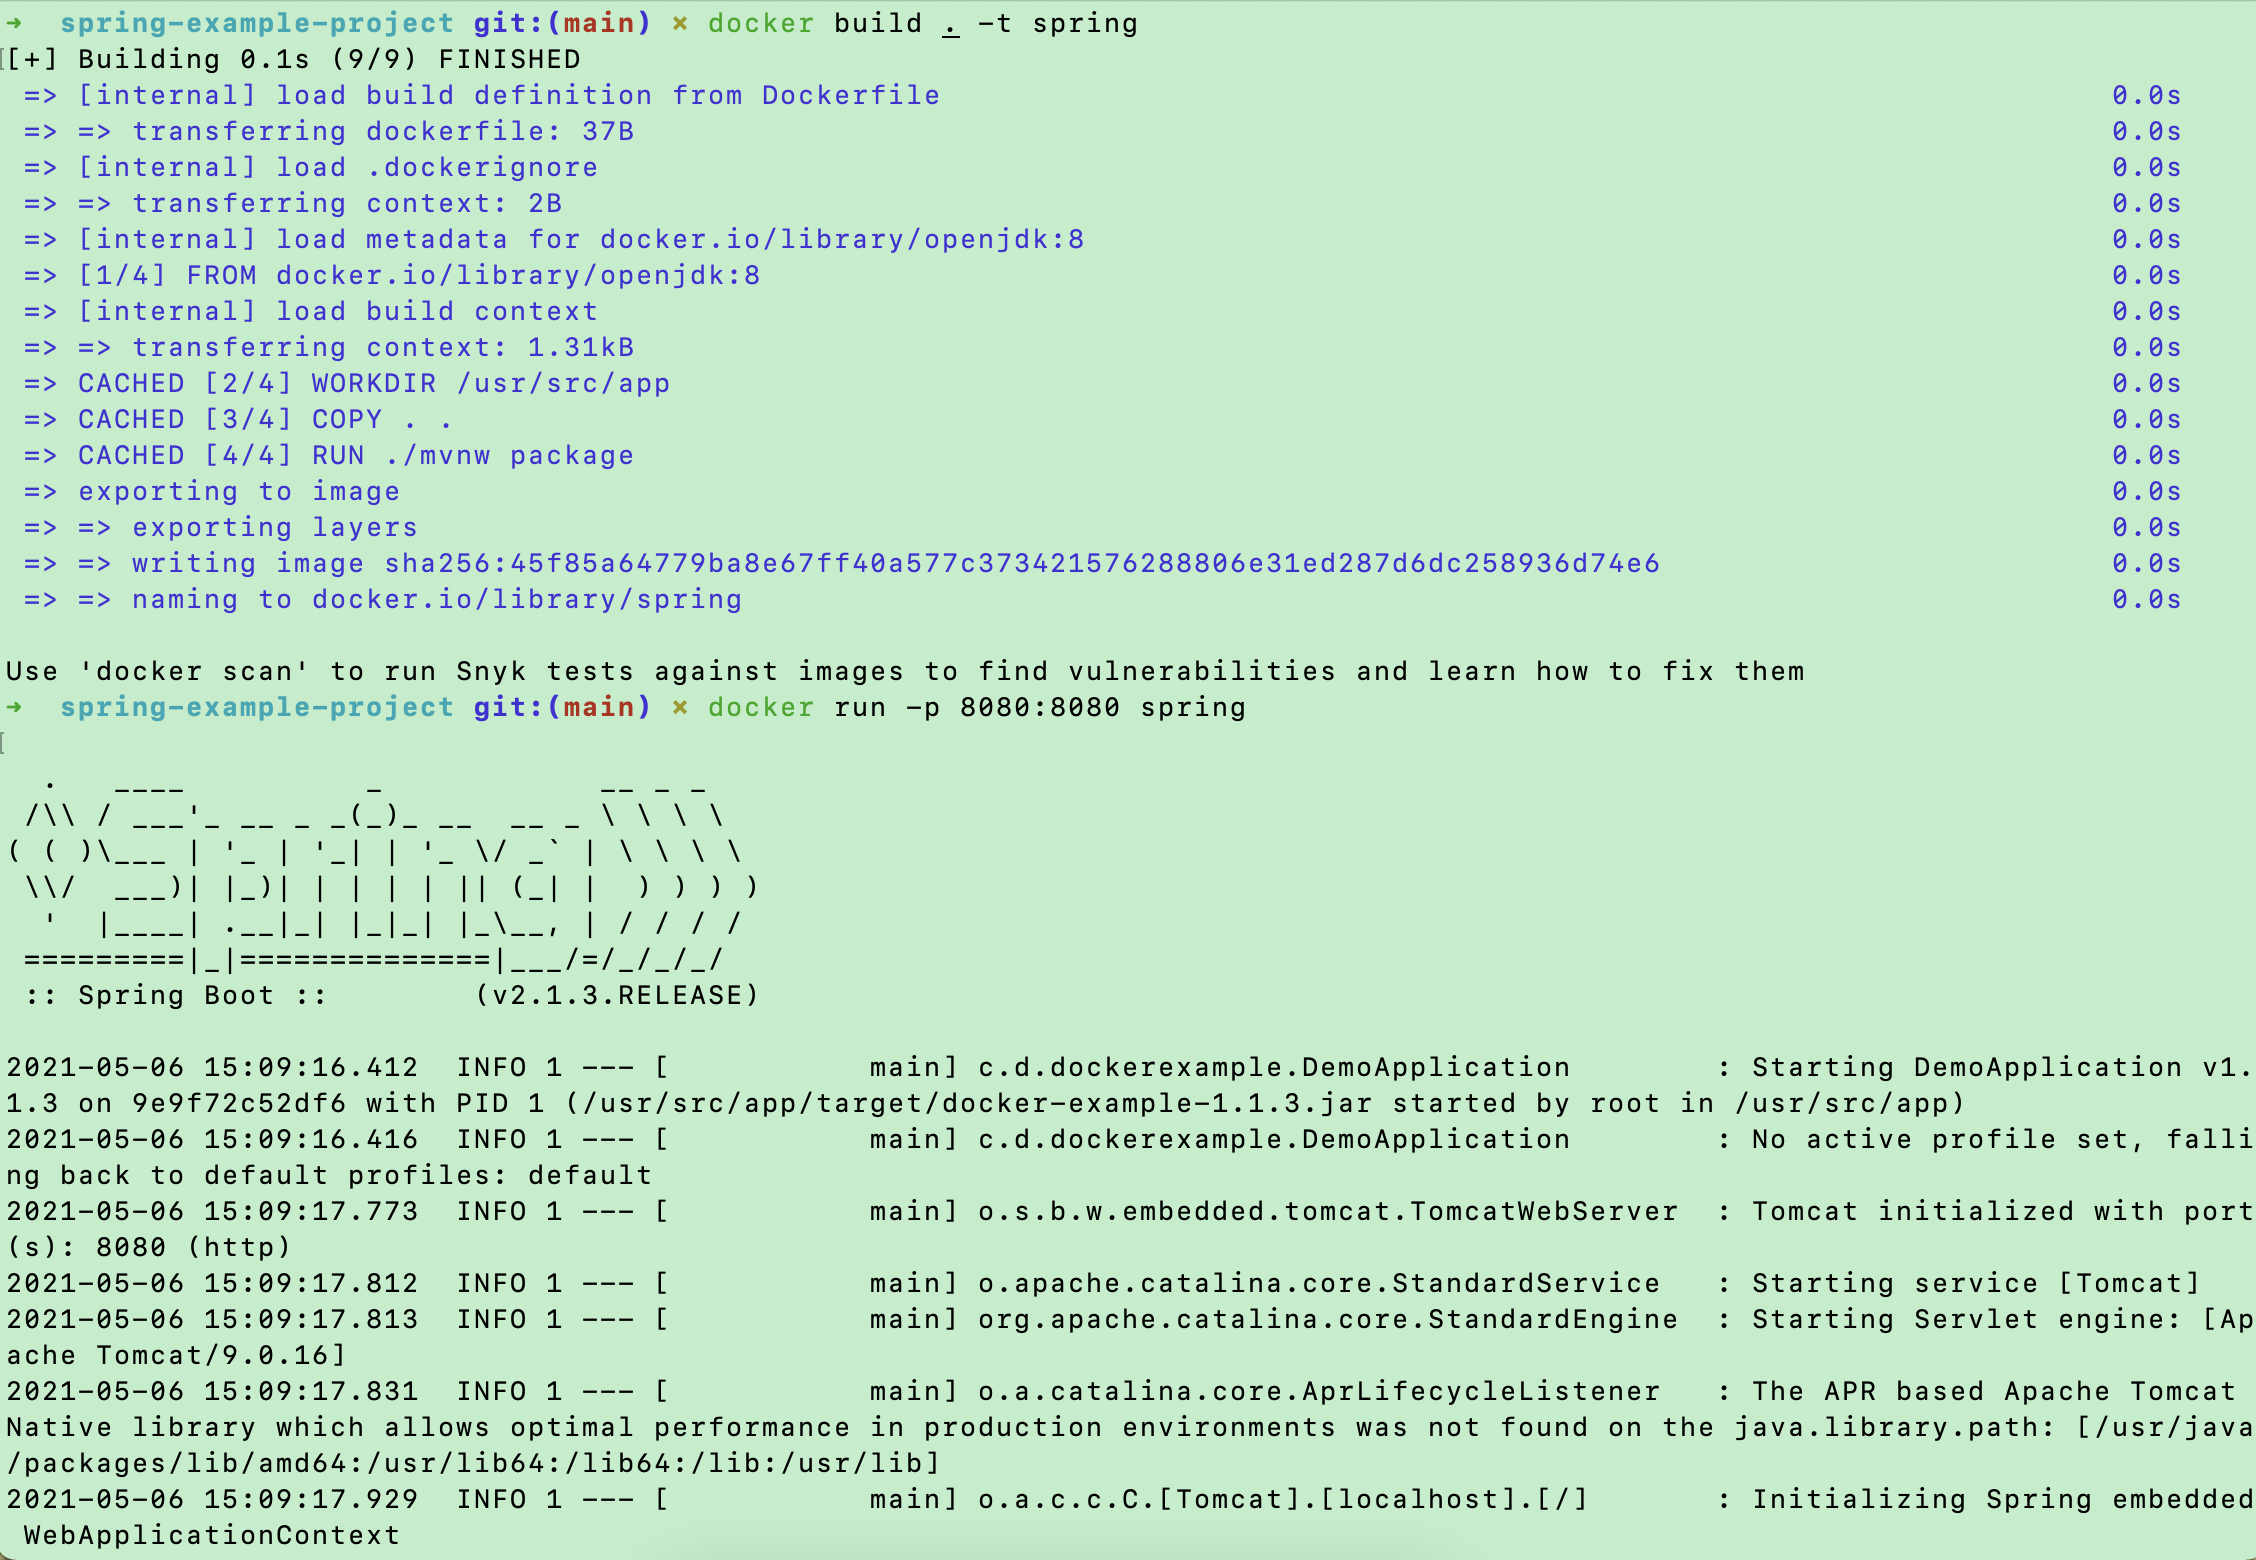 ➜  spring-example-project git:(main) ✗ docker build . -t spring
[+] Building 0.1s (9/9) FINISHED
 => [internal] load build definition from Dockerfile 0.0s
 => => transferring dockerfile: 37B 0.0s
 => [internal] load .dockerignore 0.0s
 => => transferring context: 2B 0.0s
 => [internal] load metadata for docker.io/library/openjdk:8 0.0s
 => [1/4] FROM docker.io/library/openjdk:8 0.0s
 => [internal] load build context 0.0s
 => => transferring context: 1.31kB 0.0s
 => CACHED [2/4] WORKDIR /usr/src/app 0.0s
 => CACHED [3/4] COPY . . 0.0s
 => CACHED [4/4] RUN ./mvnw package 0.0s
 => exporting to image 0.0s
 => => exporting layers 0.0s
 => => writing image sha256:45f85a64779ba8e67ff40a577c373421576288806e31ed287d6dc258936d74e6 0.0s
 => => naming to docker.io/library/spring 0.0s

Use 'docker scan' to run Snyk tests against images to find vulnerabilities and learn how to fix them
➜  spring-example-project git:(main) ✗ docker run -p 8080:8080 spring

  .   ____          _            __ _ _
 /\\ / ___'_ __ _ _(_)_ __  __ _ \ \ \ \
( ( )\___ | '_ | '_| | '_ \/ _` | \ \ \ \
 \\/  ___)| |_)| | | | | || (_| |  ) ) ) )
  '  |____| .__|_| |_|_| |_\__, | / / / /
 =========|_|==============|___/=/_/_/_/
 :: Spring Boot ::        (v2.1.3.RELEASE)

2021-05-06 15:09:16.412  INFO 1 --- [           main] c.d.dockerexample.DemoApplication        : Starting DemoApplication v1.
1.3 on 9e9f72c52df6 with PID 1 (/usr/src/app/target/docker-example-1.1.3.jar started by root in /usr/src/app)
2021-05-06 15:09:16.416  INFO 1 --- [           main] c.d.dockerexample.DemoApplication        : No active profile set, falli
ng back to default profiles: default
2021-05-06 15:09:17.773  INFO 1 --- [           main] o.s.b.w.embedded.tomcat.TomcatWebServer  : Tomcat initialized with port
(s): 8080 (http)
2021-05-06 15:09:17.812  INFO 1 --- [           main] o.apache.catalina.core.StandardService   : Starting service [Tomcat]
2021-05-06 15:09:17.813  INFO 1 --- [           main] org.apache.catalina.core.StandardEngine  : Starting Servlet engine: [Ap
ache Tomcat/9.0.16]
2021-05-06 15:09:17.831  INFO 1 --- [           main] o.a.catalina.core.AprLifecycleListener   : The APR based Apache Tomcat
Native library which allows optimal performance in production environments was not found on the java.library.path: [/usr/java
/packages/lib/amd64:/usr/lib64:/lib64:/lib:/usr/lib]
2021-05-06 15:09:17.929  INFO 1 --- [           main] o.a.c.c.C.[Tomcat].[localhost].[/]       : Initializing Spring embedded
 WebApplicationContext